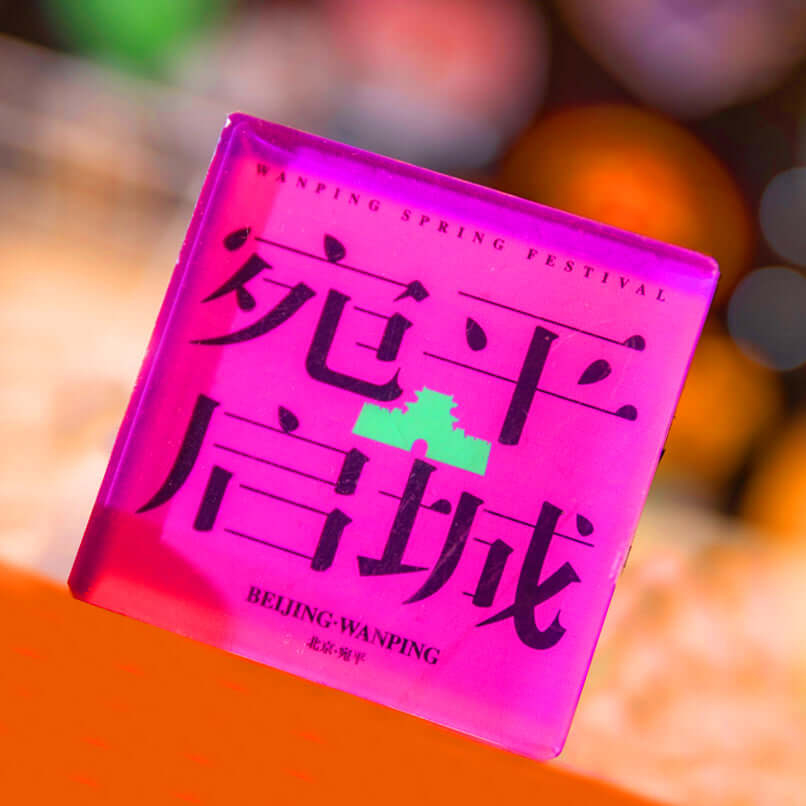 WANPING SPRING FESTIVAL
宛平
启城
BEIJING·WANPING
北京·宛平